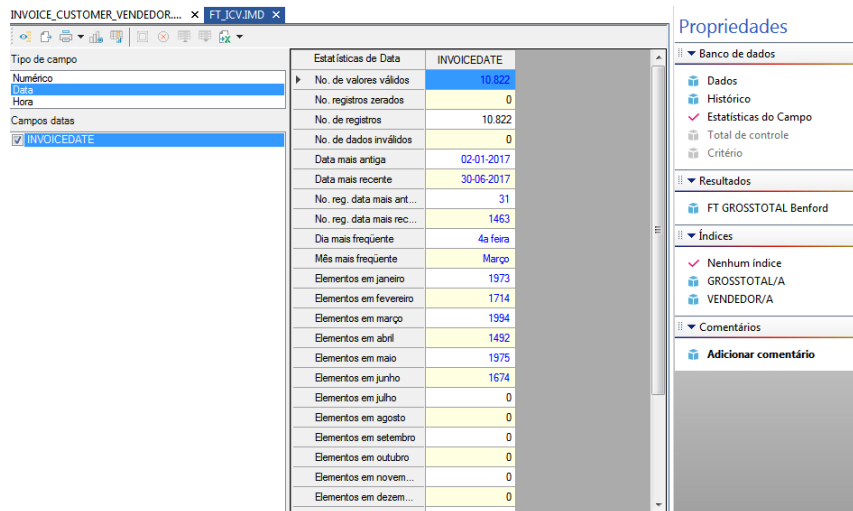 INVOICE_CUSTOMER_VENDEDOR....
FT_ICV.IMD
Tipo de campo
Numérico
Data
Hora
Campos datas
INVOICEDATE
Estatísticas de Data INVOICEDATE
No. de valores válidos 10.822
No. registros zerados 0
No. de registros 10.822
No. de dados inválidos 0
Data mais antiga 02-01-2017
Data mais recente 30-06-2017
No. reg. data mais ant... 31
No. reg. data mais rec... 1463
Dia mais freqüente 4a feira
Mês mais freqüente Março
Elementos em janeiro 1973
Elementos em fevereiro 1714
Elementos em março 1994
Elementos em abril 1492
Elementos em maio 1975
Elementos em junho 1674
Elementos em julho 0
Elementos em agosto 0
Elementos em setembro 0
Elementos em outubro 0
Elementos em novem... 0
Elementos em dezem... 0
Propriedades
Banco de dados
Dados
Histórico
Estatísticas do Campo
Total de controle
Critério
Resultados
FT GROSSTOTAL Benford
Índices
Nenhum índice
GROSSTOTAL/A
VENDEDOR/A
Comentários
Adicionar comentário